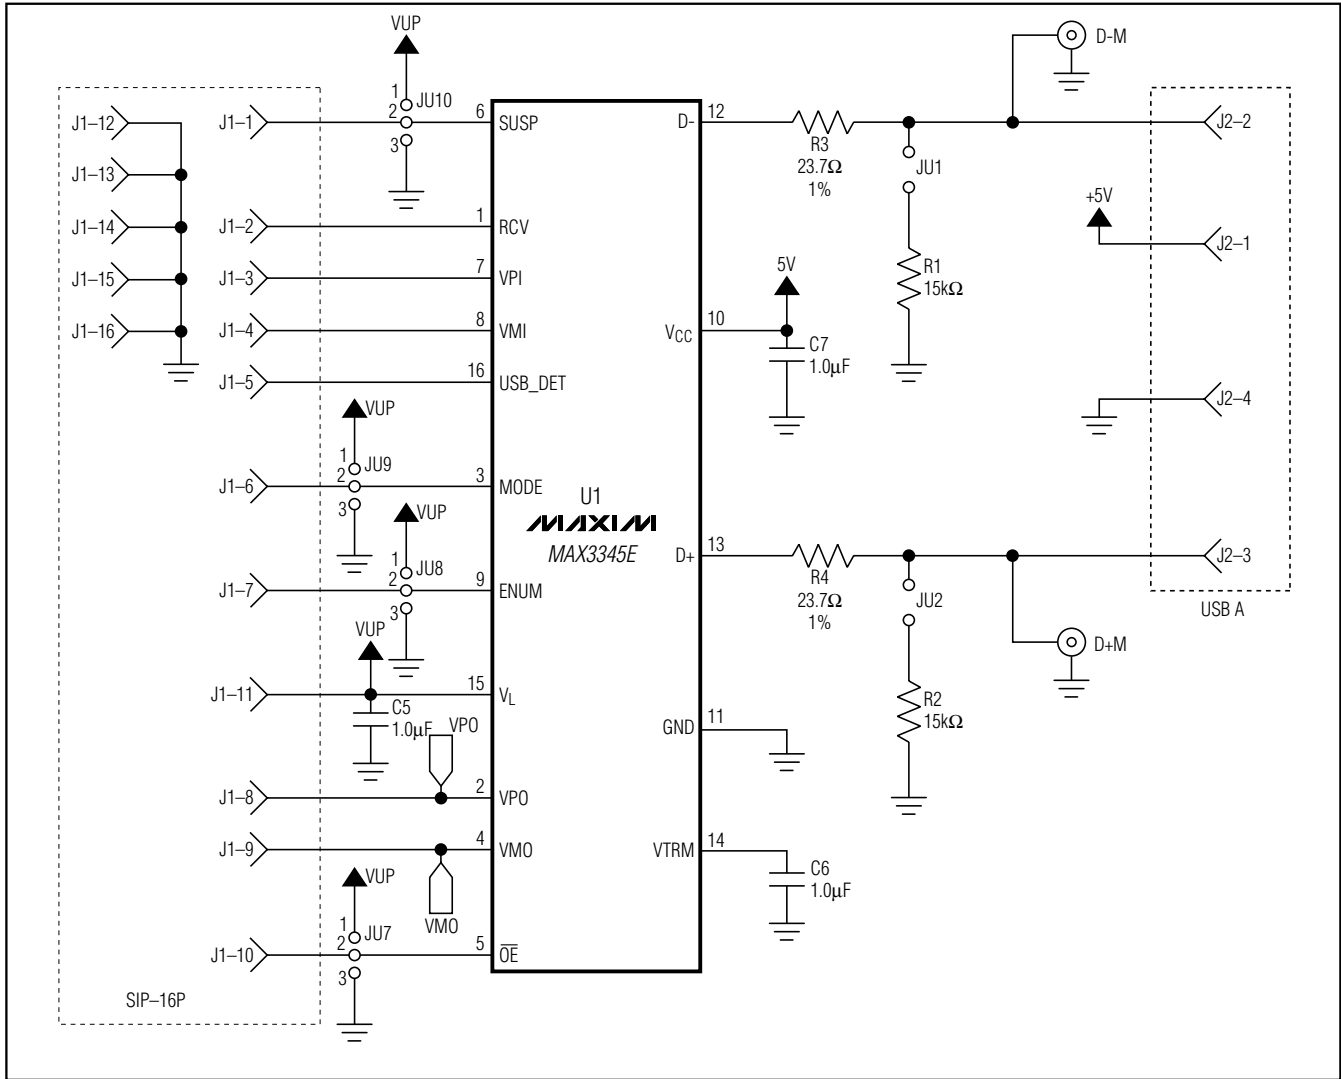 VUP
D-M
1
JU10
J1–12
J1–1
2
6
SUSP
D-
12
J2–2
3
R3
23.7Ω
1%
JU1
J1–13
+5V
J1–14
J1–2
1
RCV
J2–1
J1–15
J1–3
7
VPI
5V
R1
15kΩ
J1–16
J1–4
8
VMI
VCC
10
C7
1.0µF
J1–5
16
USB_DET
VUP
J2–4
1
JU9
J1–6
2
3
MODE
3
U1
MAXIM
MAX3345E
VUP
D+
13
J2–3
1
JU8
R4
23.7Ω
1%
JU2
J1–7
2
9
ENUM
3
USB A
VUP
D+M
J1–11
15
VL
C5
1.0µF
R2
15kΩ
VPO
GND
11
J1–8
2
VPO
J1–9
4
VMO
VTRM
14
C6
1.0µF
VUP
VMO
1
JU7
J1–10
2
5
OE
3
SIP–16P